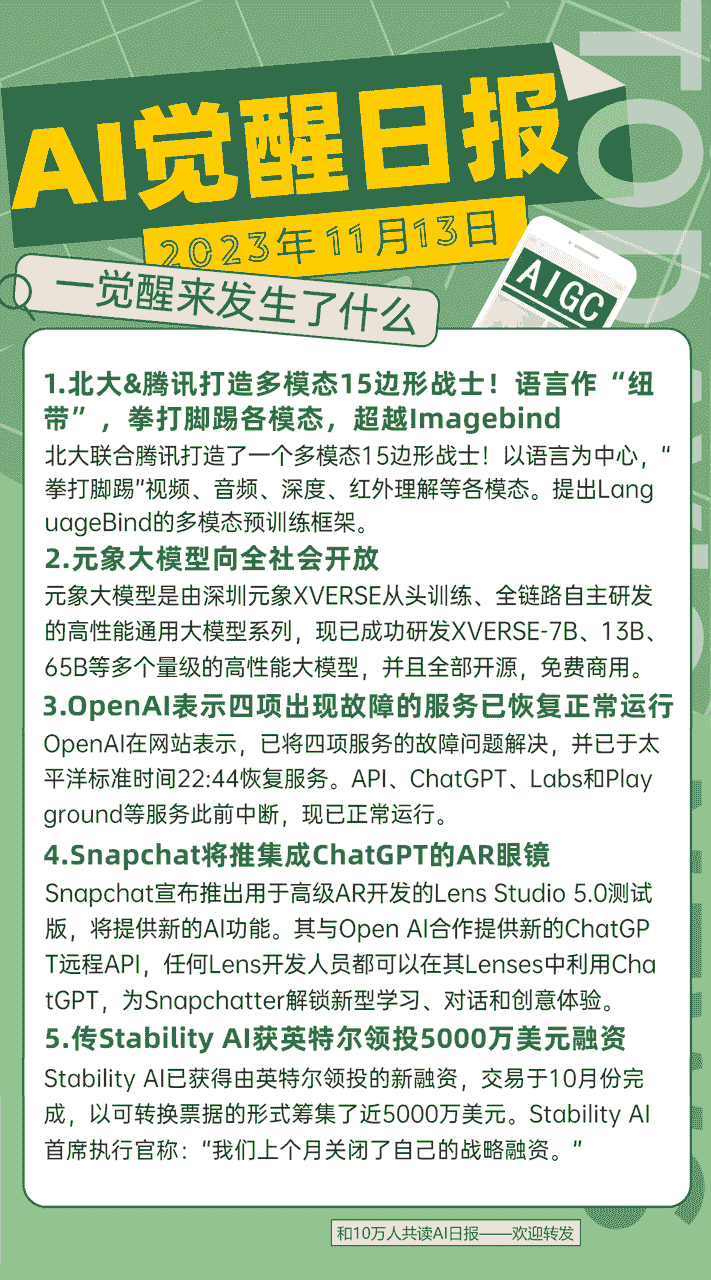 AI觉醒日报
2023年11月13日
一觉醒来发生了什么
AIGC
1.北大&腾讯打造多模态15边形战士！语言作“纽
带”，拳打脚踢各模态，超越Imagebind
北大联合腾讯打造了一个多模态15边形战士！以语言为中心，“
拳打脚踢”视频、音频、深度、红外理解等各模态。提出Lang
uageBind的多模态预训练框架。
2.元象大模型向全社会开放
元象大模型是由深圳元象XVERSE从头训练、全链路自主研发
的高性能通用大模型系列，现已成功研发XVERSE-7B、13B、
65B等多个量级的高性能大模型，并且全部开源，免费商用。
3.OpenAI表示四项出现故障的服务已恢复正常运行
OpenAI在网站表示，已将四项服务的故障问题解决，并已于太
平洋标准时间22:44恢复服务。API、ChatGPT、Labs和Play
ground等服务此前中断，现已正常运行。
4.Snapchat将推集成ChatGPT的AR眼镜
Snapchat宣布推出用于高级AR开发的Lens Studio 5.0测试
版，将提供新的AI功能。其与Open AI合作提供新的ChatGP
T远程API，任何Lens开发人员都可以在其Lenses中利用Cha
tGPT，为Snapchatter解锁新型学习、对话和创意体验。
5.传Stability AI获英特尔领投5000万美元融资
Stability AI已获得由英特尔领投的新融资，交易于10月份完
成，以可转换票据的形式筹集了近5000万美元。Stability AI
首席执行官称：“我们上个月关闭了自己的战略融资。”
和10万人共读AI日报——欢迎转发